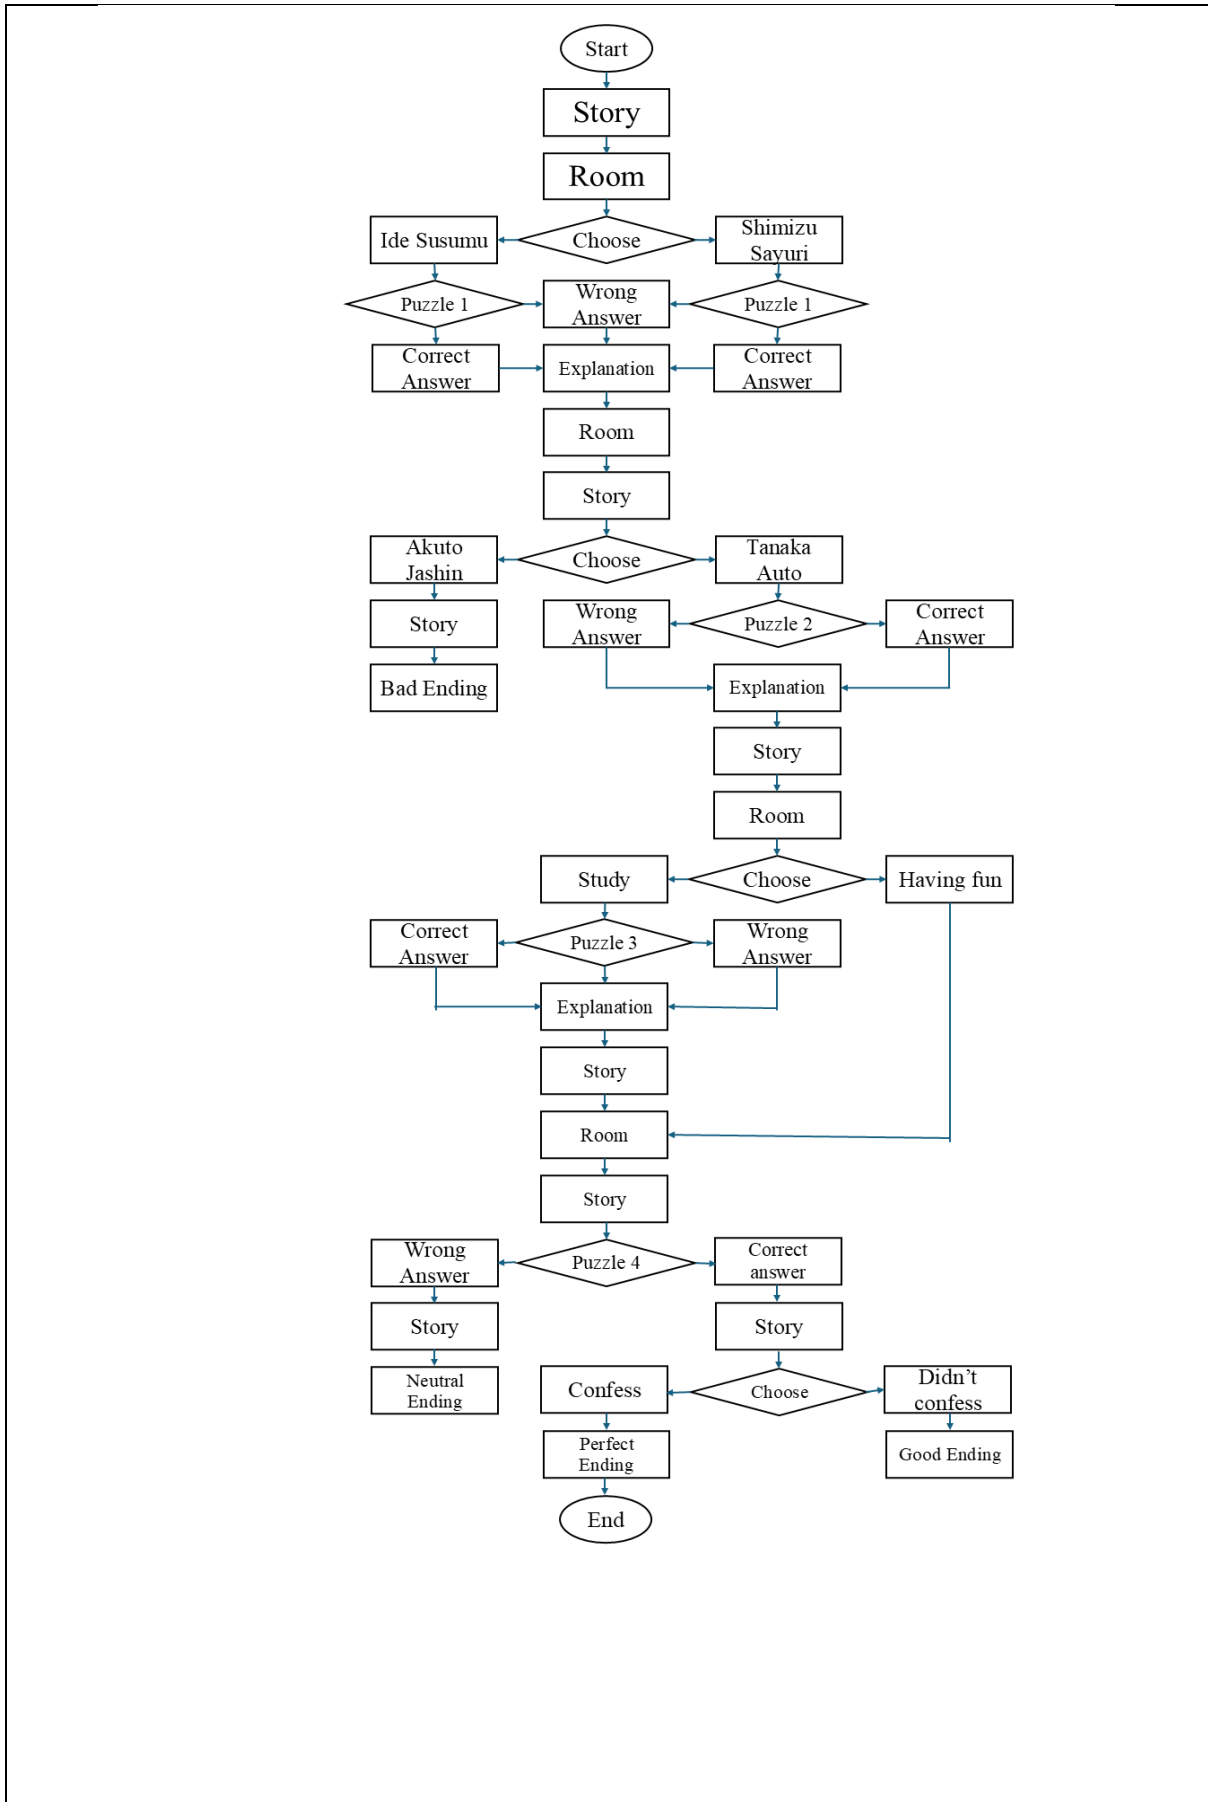 Start
Story
Room
Ide Susumu
Choose
Shimizu
Sayuri
Puzzle 1
Wrong
Answer
Puzzle 1
Correct
Answer
Explanation
Correct
Answer
Room
Story
Akuto
Jashin
Choose
Tanaka
Auto
Story
Wrong
Answer
Puzzle 2
Correct
Answer
Bad Ending
Explanation
Story
Room
Study
Choose
Having fun
Correct
Answer
Puzzle 3
Wrong
Answer
Explanation
Story
Room
Story
Wrong
Answer
Puzzle 4
Correct
answer
Story
Story
Neutral
Ending
Confess
Choose
Didn’t
confess
Perfect
Ending
Good Ending
End